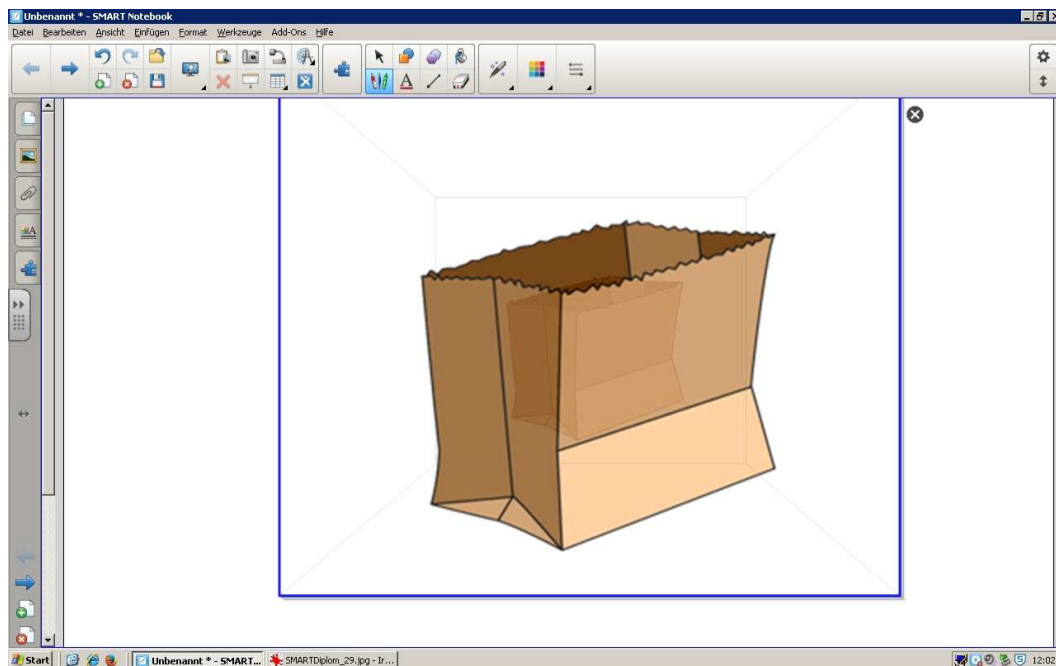 Unbenannt * - SMART Notebook
Datei Bearbeiten Ansicht Einfügen Format Werkzeuge Add-Ons Hilfe
Start
Unbenannt * - SMART...
SMARTDiplom_29.jpg - Ir...
12:02